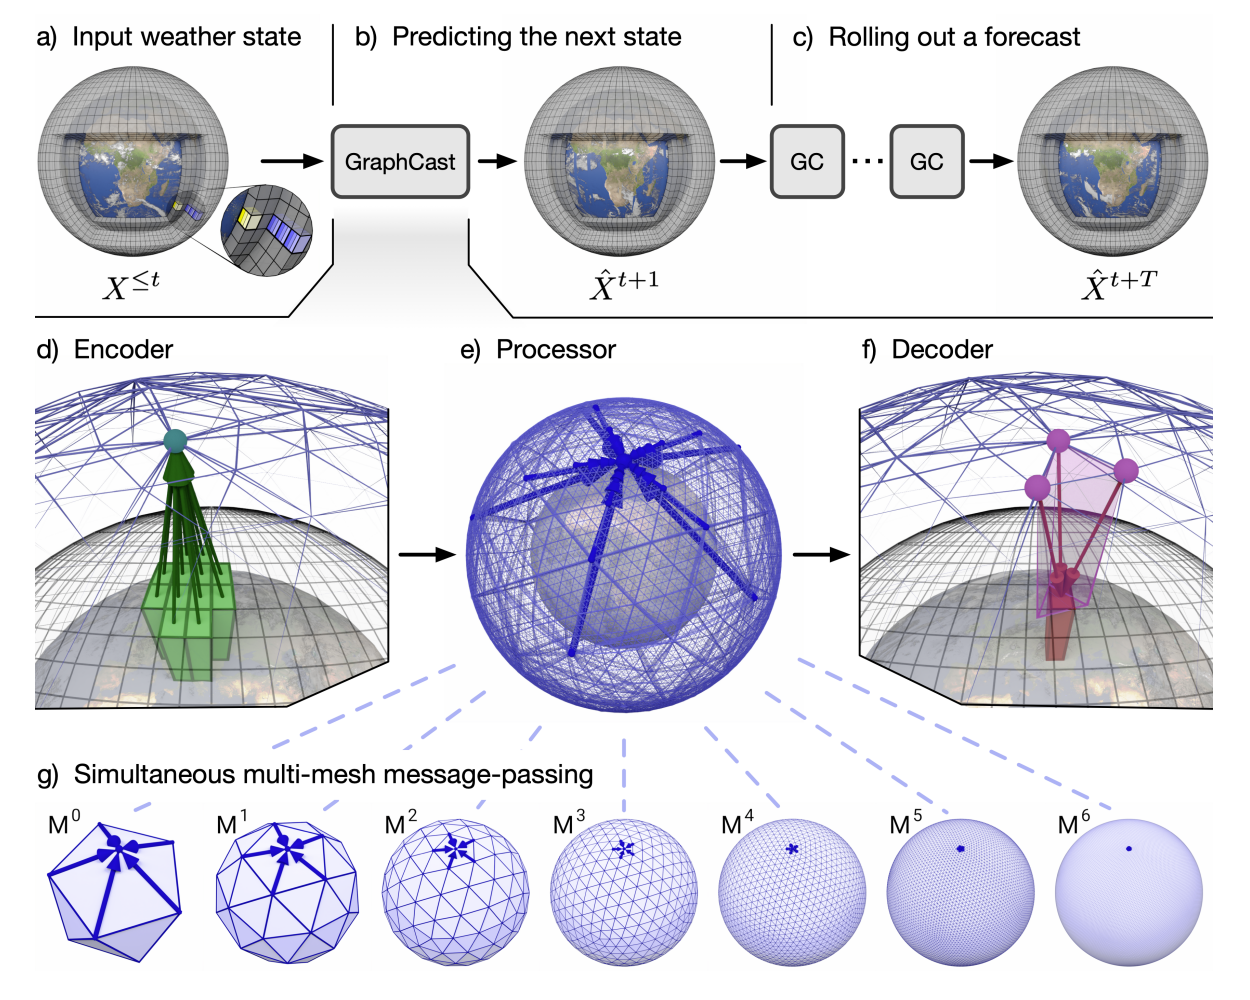 a) Input weather state
b) Predicting the next state
c) Rolling out a forecast
GraphCast
GC
...
GC
X^{≤t}
X̂^{t+1}
X̂^{t+T}
d) Encoder
e) Processor
f) Decoder
g) Simultaneous multi-mesh message-passing
M^0
M^1
M^2
M^3
M^4
M^5
M^6